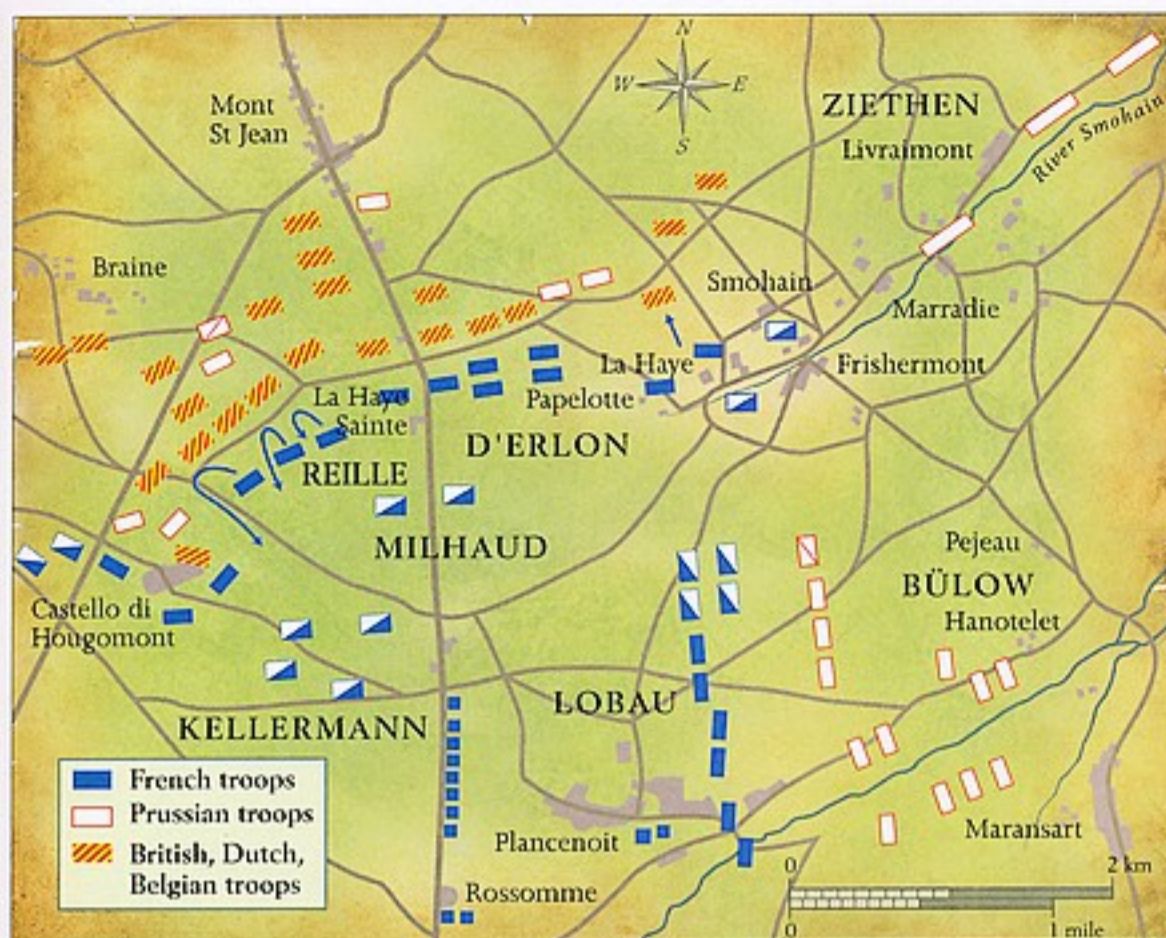 N
W E
S
Mont
St Jean
ZIETHEN
Livraimont
River Smohain
Braine
Smohain
Marradie
La Haye
Frishermont
La Haye
Sainte
Papelotte
D'ERLON
REILLE
MILHAUD
Pejeau
BÜLOW
Hanotelet
Castello di
Hougomont
LOBAU
KELLERMANN
French troops
Prussian troops
British, Dutch,
Belgian troops
Plancenoit
Maransart
Rossomme
0 2 km
0 1 mile